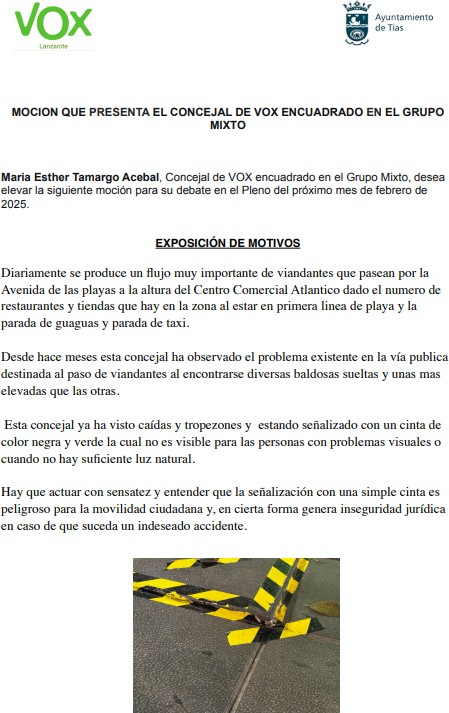 VOX
Lanzarote
Ayuntamiento
de Tías
MOCION QUE PRESENTA EL CONCEJAL DE VOX ENCUADRADO EN EL GRUPO
MIXTO
Maria Esther Tamargo Acebal, Concejal de VOX encuadrado en el Grupo Mixto, desea
elevar la siguiente moción para su debate en el Pleno del próximo mes de febrero de
2025.
EXPOSICIÓN DE MOTIVOS
Diariamente se produce un flujo muy importante de viandantes que pasean por la
Avenida de las playas a la altura del Centro Comercial Atlantico dado el numero de
restaurantes y tiendas que hay en la zona al estar en primera linea de playa y la
parada de guaguas y parada de taxi.
Desde hace meses esta concejal ha observado el problema existente en la vía publica
destinada al paso de viandantes al encontrarse diversas baldosas sueltas y unas mas
elevadas que las otras.
Esta concejal ya ha visto caídas y tropezones y estando señalizado con un cinta de
color negra y verde la cual no es visible para las personas con problemas visuales o
cuando no hay suficiente luz natural.
Hay que actuar con sensatez y entender que la señalización con una simple cinta es
peligroso para la movilidad ciudadana y, en cierta forma genera inseguridad jurídica
en caso de que suceda un indeseado accidente.